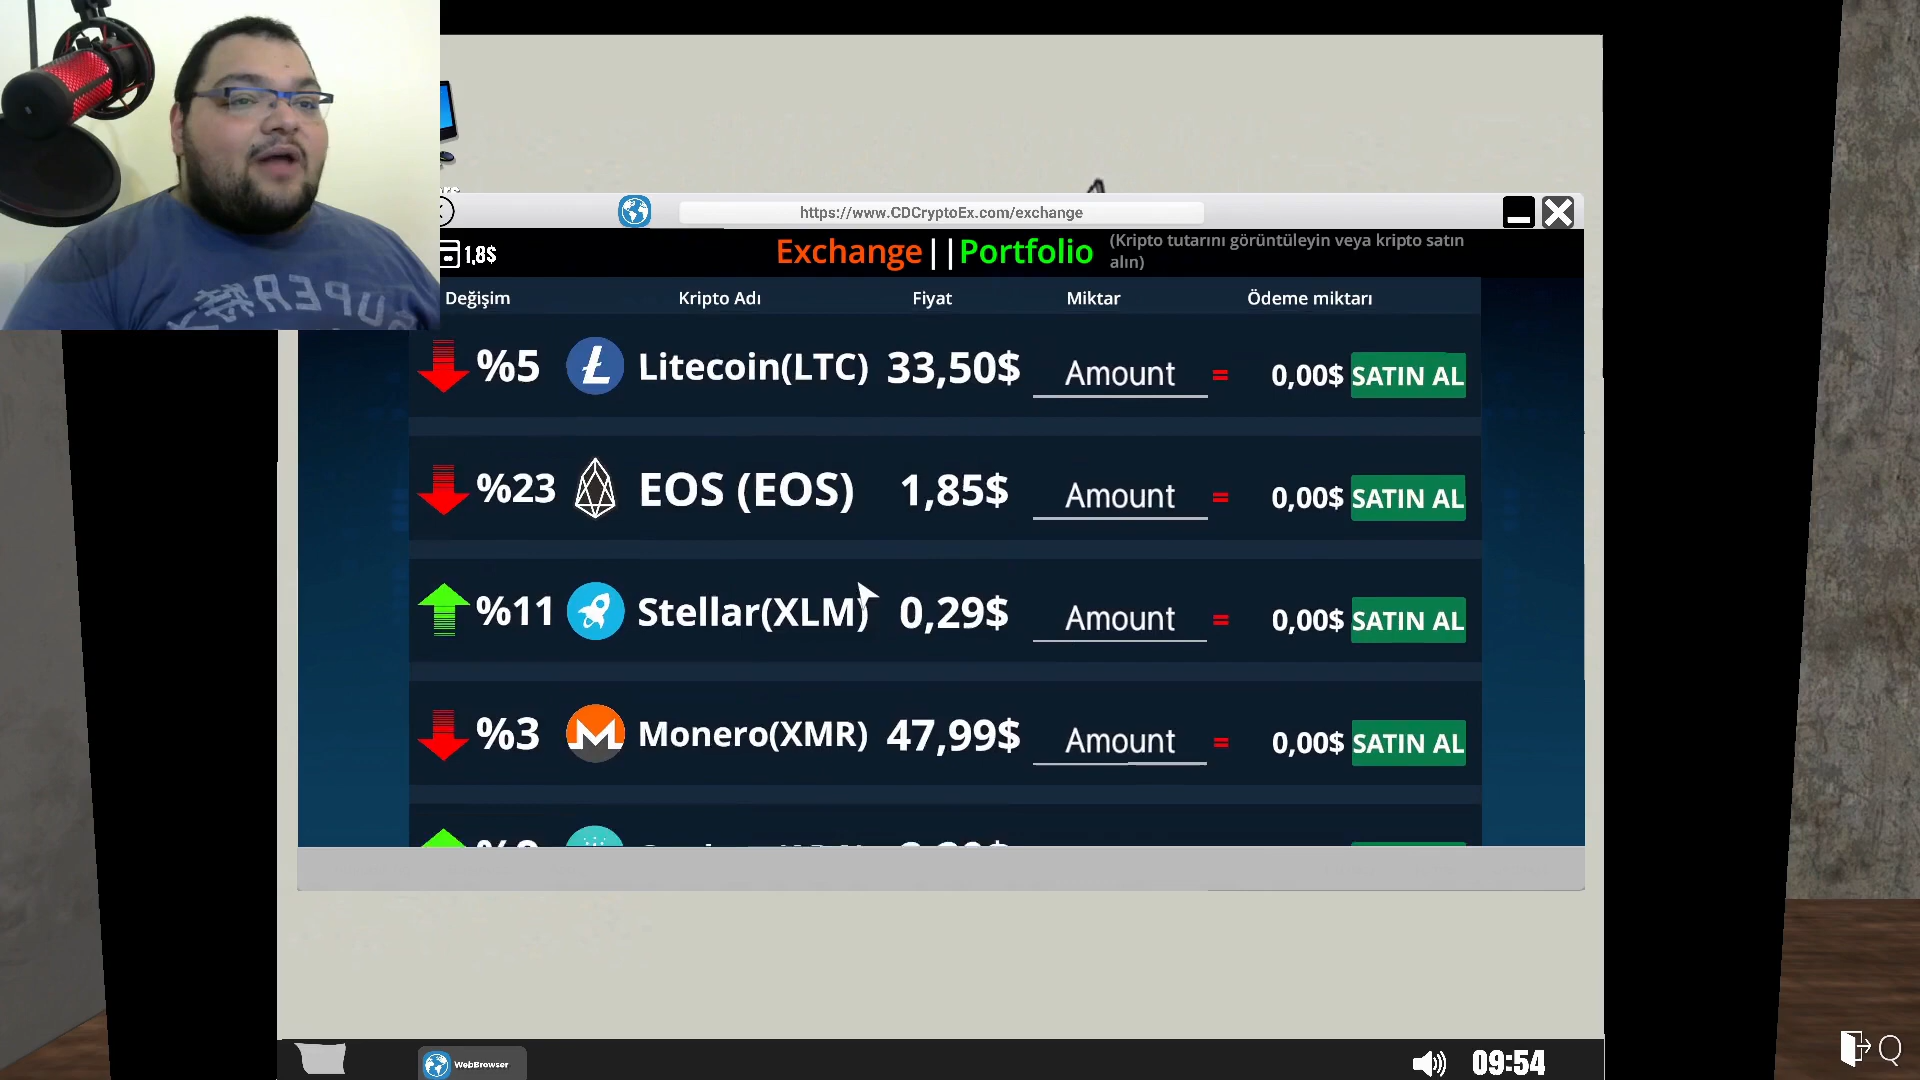 https://www.CDCryptoEx.com/exchange
1,8$
Exchange || Portfolio
(Kripto tutarını görüntüleyin veya kripto satın
alın)
Değişim Kripto Adı Fiyat Miktar Ödeme miktarı
%5 Litecoin(LTC) 33,50$ Amount = 0,00$ SATIN AL
%23 EOS (EOS) 1,85$ Amount = 0,00$ SATIN AL
%11 Stellar(XLM) 0,29$ Amount = 0,00$ SATIN AL
%3 Monero(XMR) 47,99$ Amount = 0,00$ SATIN AL
WebBrowser
09:54
Q